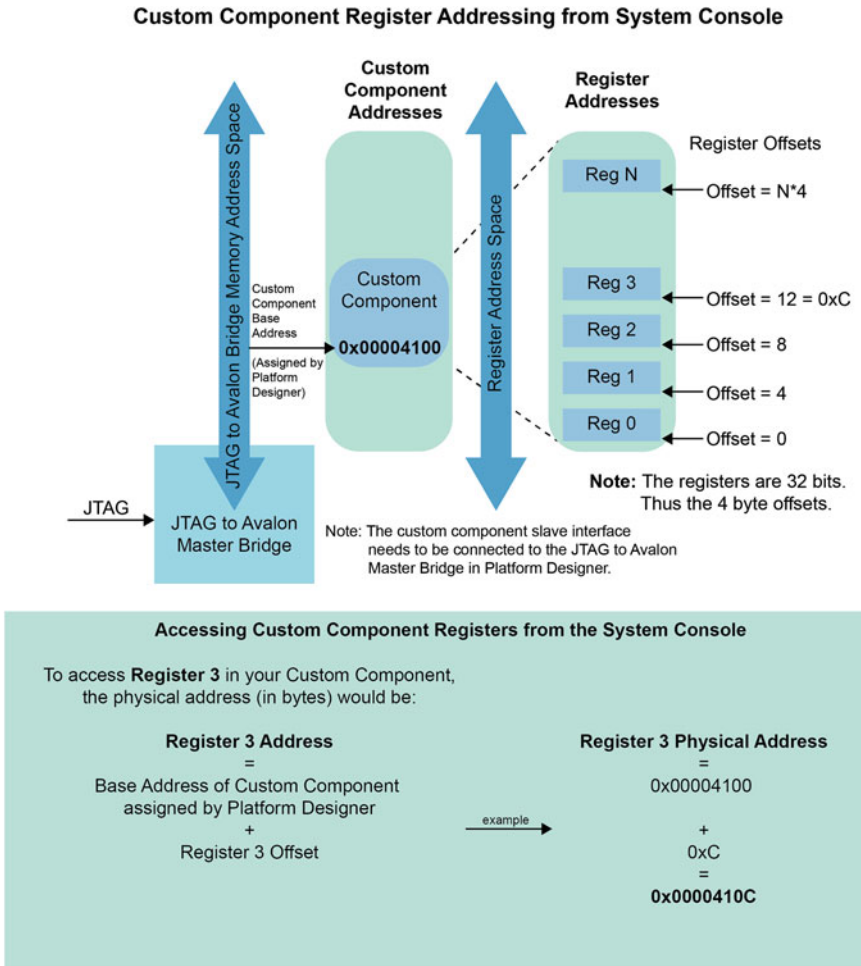 Custom Component Register Addressing from System Console
Custom
Component
Addresses
Register
Addresses
JTAG to Avalon Bridge Memory Address Space
Register Address Space
Register Offsets
Reg N
Offset = N*4
Custom
Component
Base
Address
(Assigned by
Platform
Designer)
Custom
Component
0x00004100
Reg 3
Offset = 12 = 0xC
Reg 2
Offset = 8
Reg 1
Offset = 4
Reg 0
Offset = 0
Note: The registers are 32 bits.
Thus the 4 byte offsets.
JTAG
JTAG to Avalon
Master Bridge
Note: The custom component slave interface
needs to be connected to the JTAG to Avalon
Master Bridge in Platform Designer.
Accessing Custom Component Registers from the System Console
To access Register 3 in your Custom Component,
the physical address (in bytes) would be:
Register 3 Address
=
Base Address of Custom Component
assigned by Platform Designer
+
Register 3 Offset
example
Register 3 Physical Address
=
0x00004100
+
0xC
=
0x0000410C